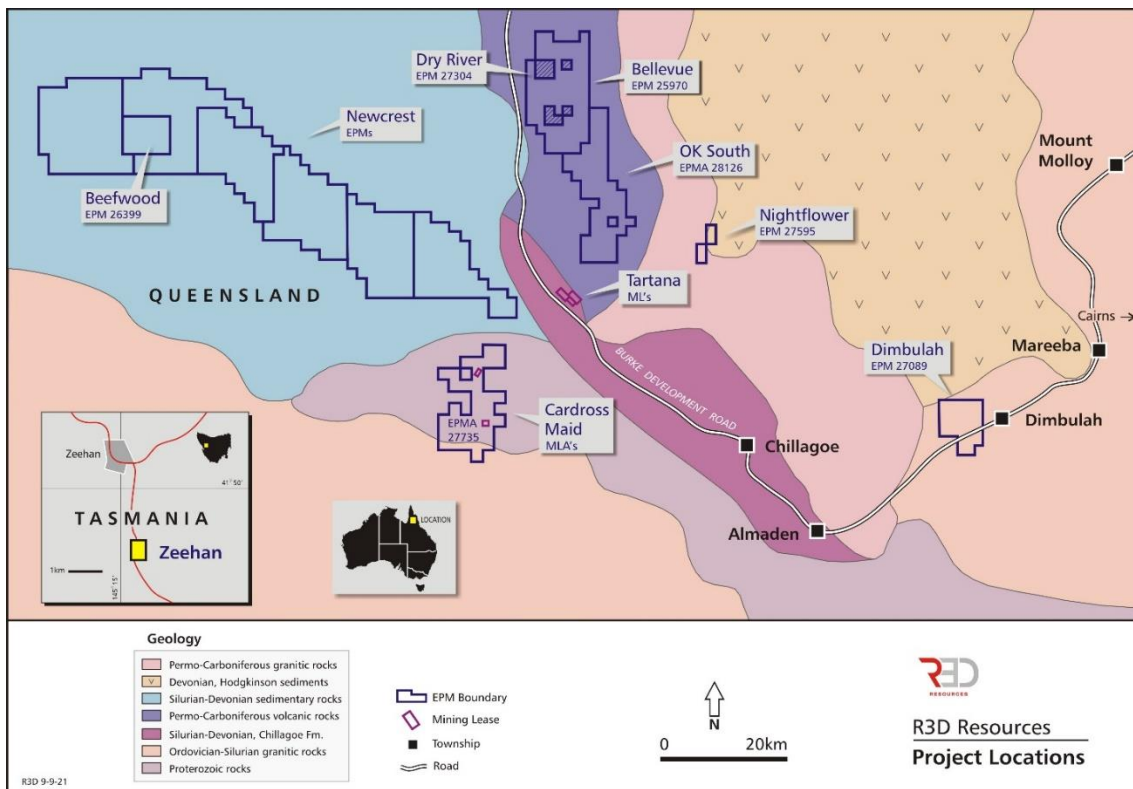 Dry River
EPM 27304
Bellevue
EPM 25970
Newcrest
EPMs
Mount
Molloy
OK South
EPMA 28126
Beefwood
EPM 26399
Nightflower
EPM 27595
QUEENSLAND
Tartana
ML's
Cairns →
Mareeba
BURKE DEVELOPMENT ROAD
Dimbulah
EPM 27089
Cardross
Maid
MLA's
EPMA
27735
Dimbulah
Chillagoe
Almaden
Zeehan
41° 50'
TASMANIA
Zeehan
1km
145° 15'
LOCATION
Geology
Permo-Carboniferous granitic rocks
Devonian, Hodgkinson sediments
Silurian-Devonian sedimentary rocks
Permo-Carboniferous volcanic rocks
Silurian-Devonian, Chillagoe Fm.
Ordovician-Silurian granitic rocks
Proterozoic rocks
EPM Boundary
Mining Lease
Township
Road
N
0 20km
R3D
RESOURCES
R3D Resources
Project Locations
R3D 9-9-21